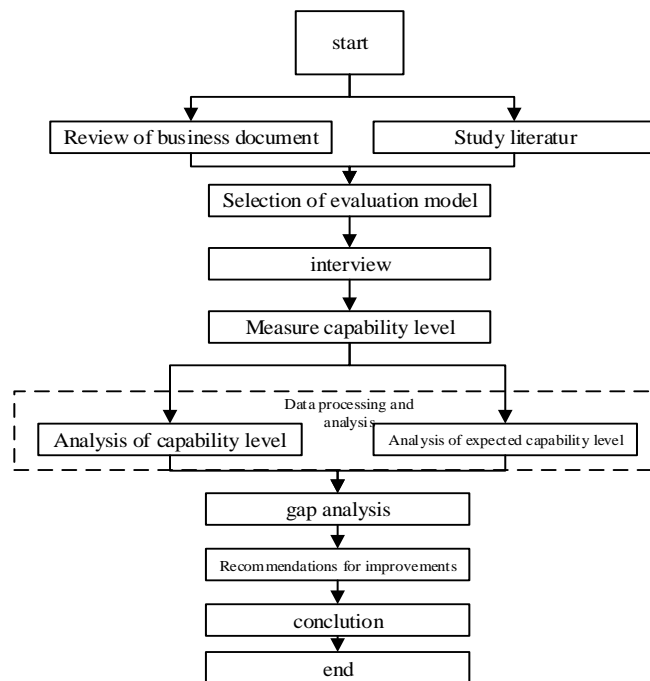 start
Review of business document
Study literatur
Selection of evaluation model
interview
Measure capability level
Data processing and
analysis
Analysis of capability level
Analysis of expected capability level
gap analysis
Recommendations for improvements
conclution
end